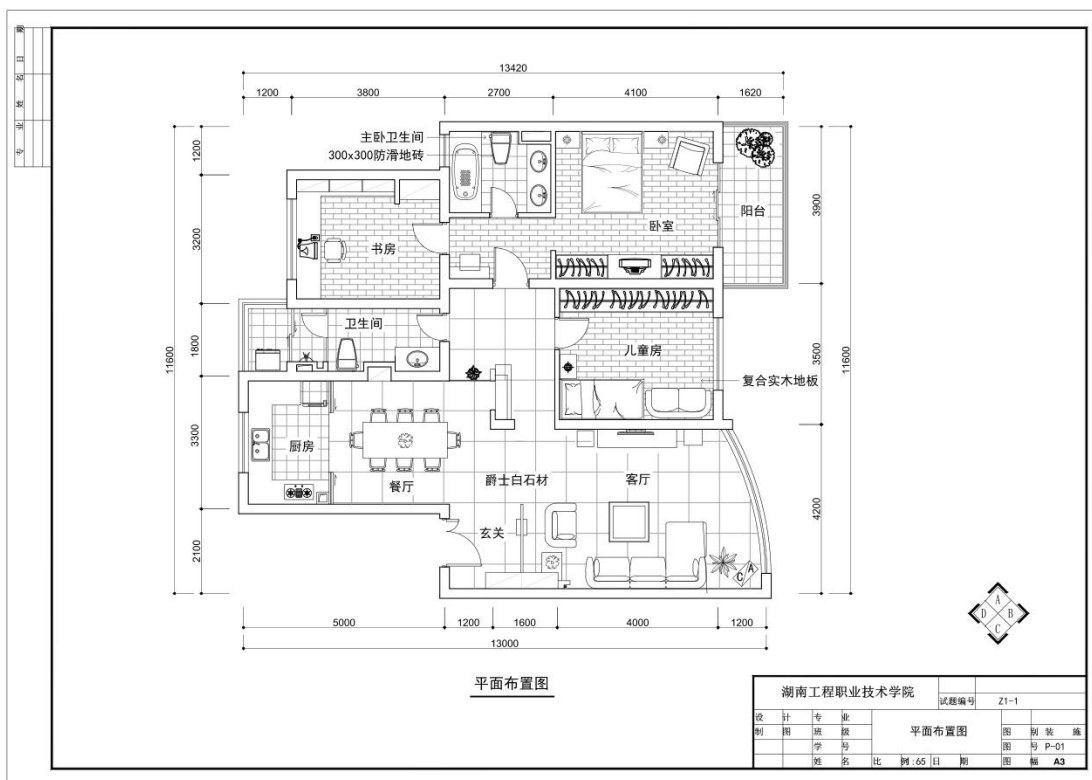 专 业 姓 名 日 期
13420
1200 3800 2700 4100 1620
主卧卫生间
300x300防滑地砖
11600
1200
3200
1800
3300
2100
3900
3500
4200
11600
书房
卧室
阳台
卫生间
儿童房
复合实木地板
厨房
餐厅
爵士白石材
客厅
玄关
C A
A
D B
C
5000 1200 1600 4000 1200
13000
平面布置图
湖南工程职业技术学院
试题编号 Z1-1
设 计 专 业
制 图 班 级 平面布置图 图 别 装 施
学 号 图 号 P-01
姓 名 比 例:65 日 期 图 幅 A3